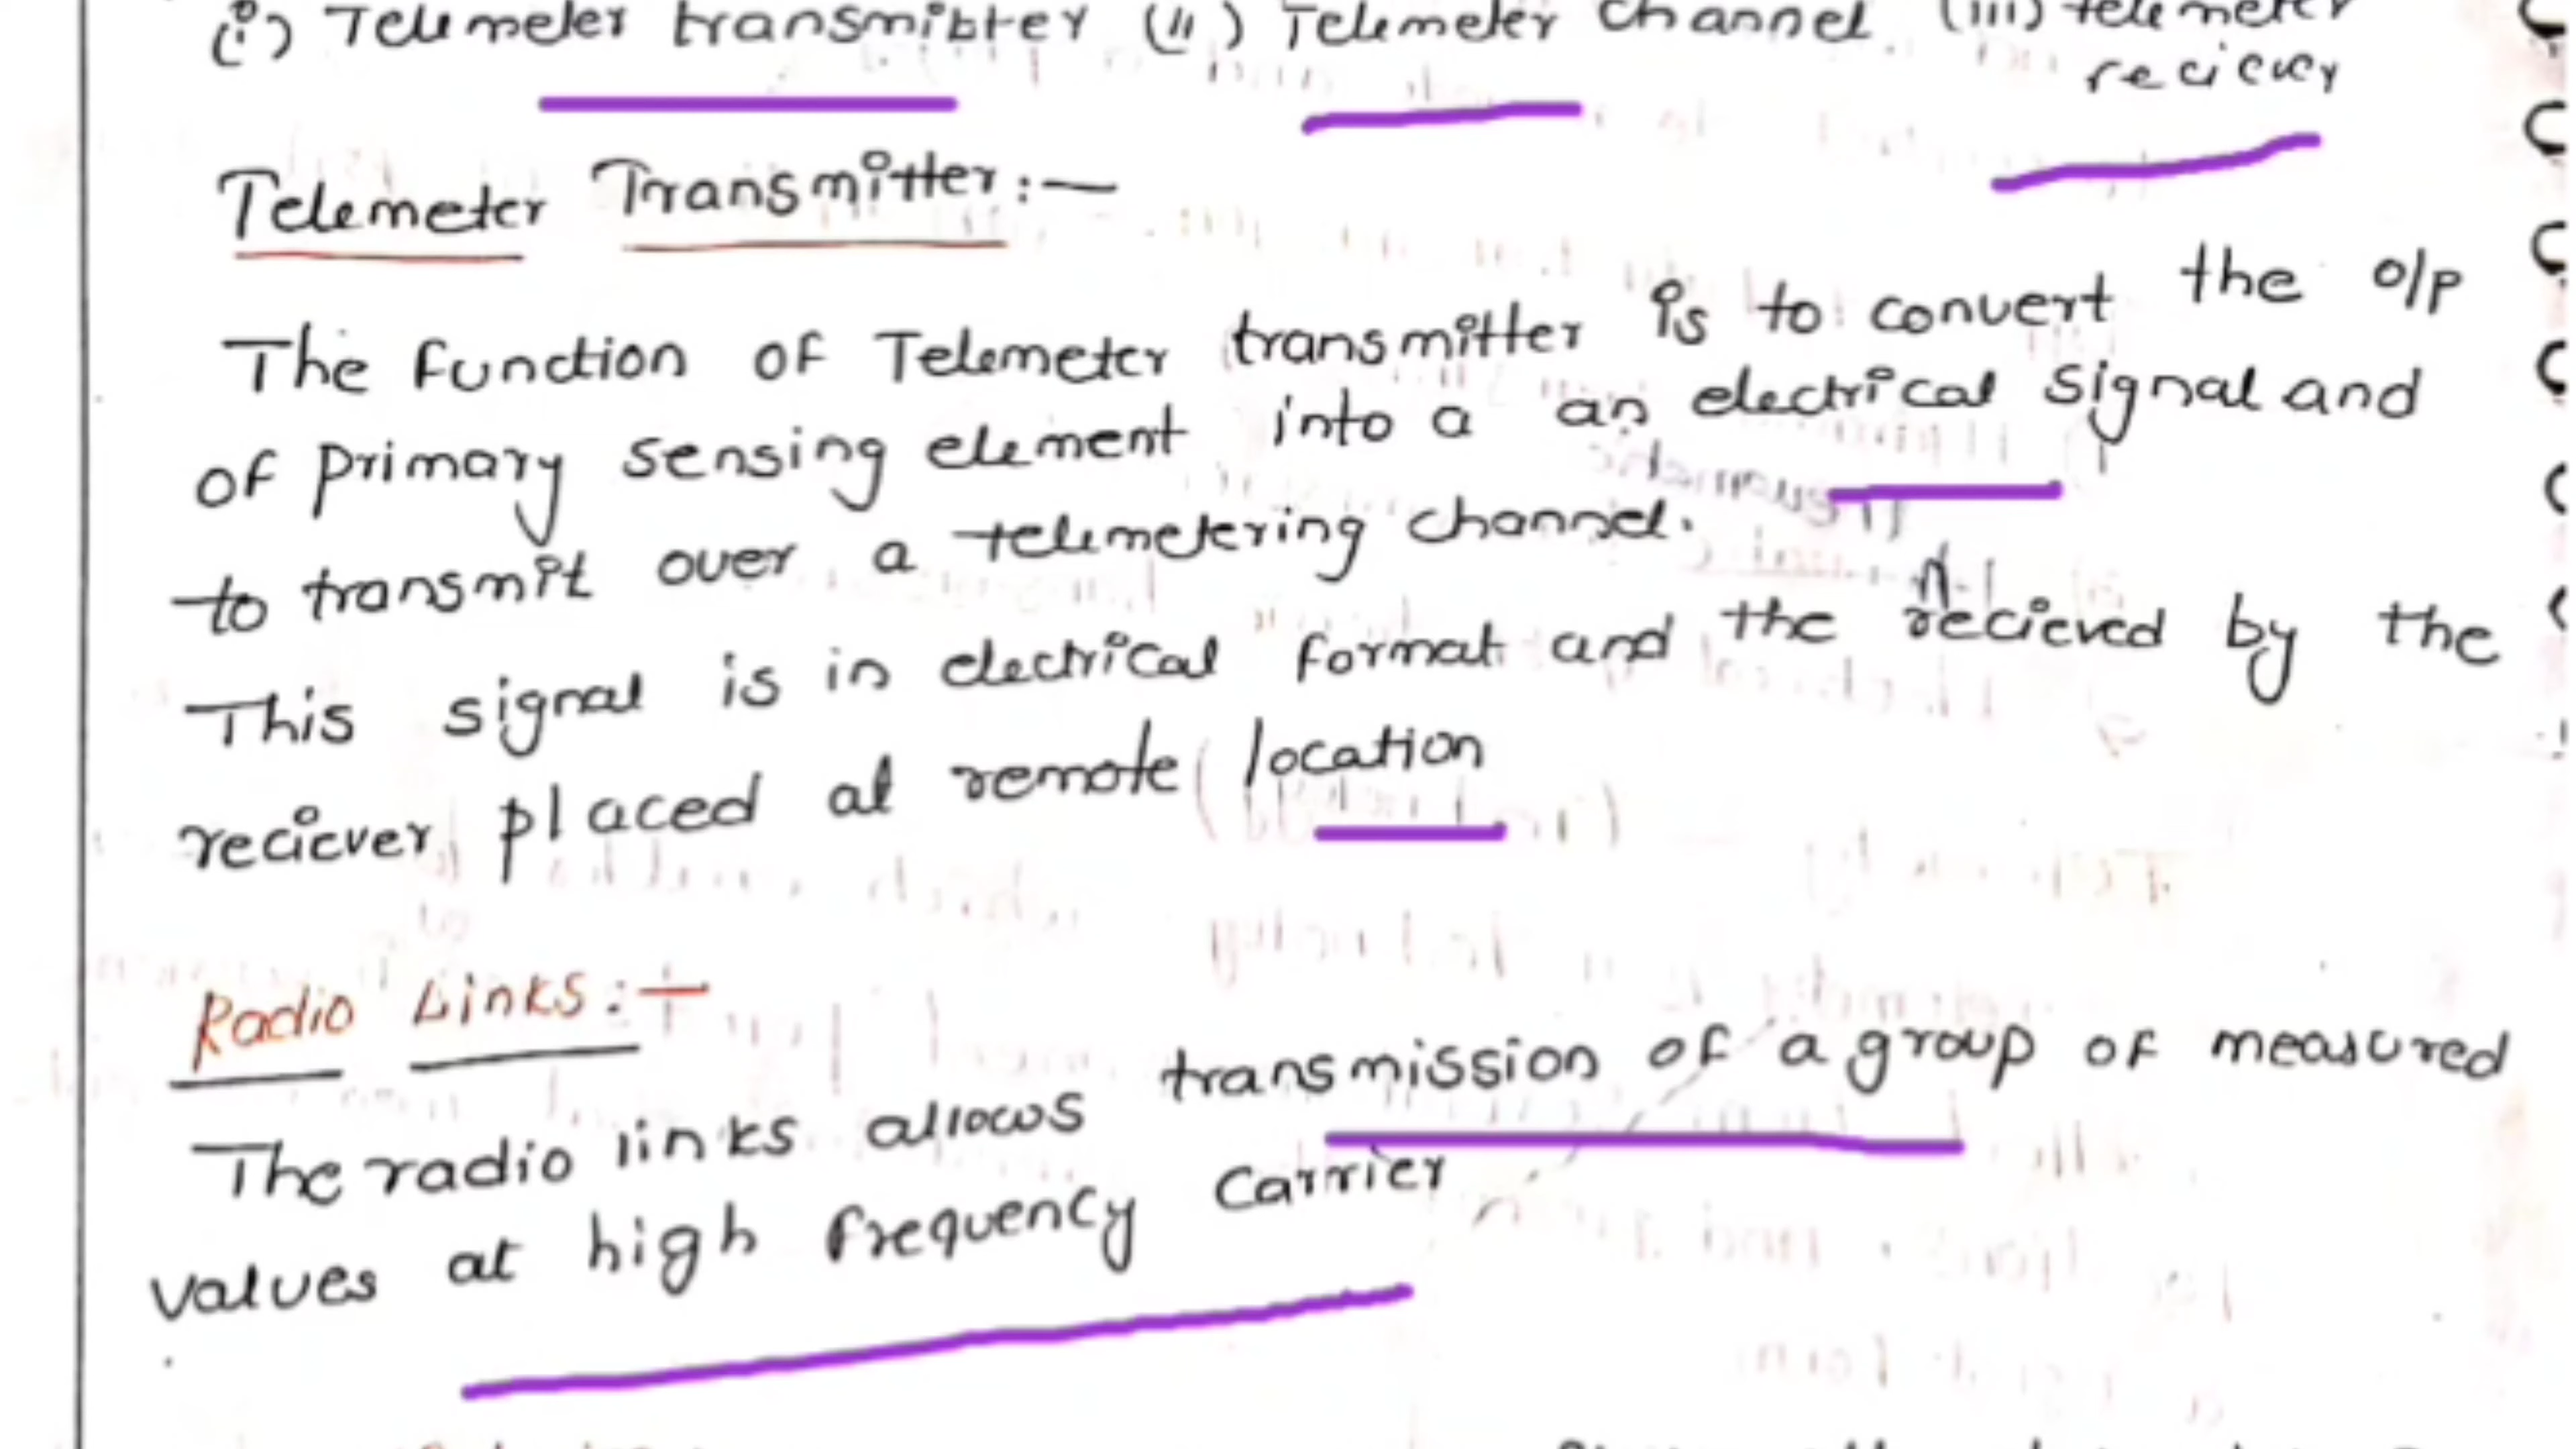 (i) Telemeter transmitter (ii) Telemeter channel (iii) telemeter
reciever
Telemeter Transmitter:-
The function of Telemeter transmitter is to convert the o/p
of primary sensing element into a an electrical signal and
to transmit over a telemetering channel.
This signal is in electrical format and the recieved by the
reciever placed at remote location
Radio Links:-
The radio links allows transmission of a group of measured
values at high frequency carrier